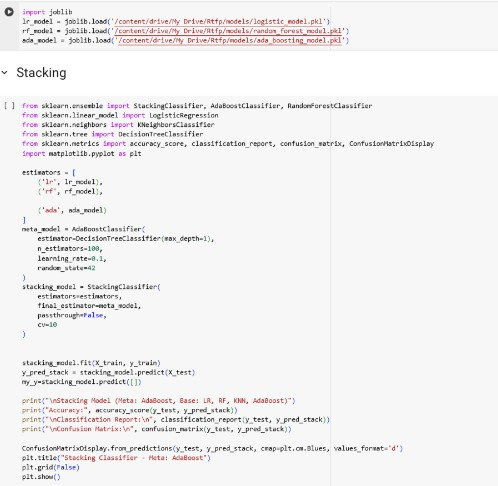 import joblib
lr_model = joblib.load('/content/drive/My Drive/Rtfp/models/logistic_model.pkl')
rf_model = joblib.load('/content/drive/My Drive/Rtfp/models/random_forest_model.pkl')
ada_model = joblib.load('/content/drive/My Drive/Rtfp/models/ada_boosting_model.pkl')
Stacking
[ ] from sklearn.ensemble import StackingClassifier, AdaBoostClassifier, RandomForestClassifier
from sklearn.linear_model import LogisticRegression
from sklearn.neighbors import KNeighborsClassifier
from sklearn.tree import DecisionTreeClassifier
from sklearn.metrics import accuracy_score, classification_report, confusion_matrix, ConfusionMatrixDisplay
import matplotlib.pyplot as plt
estimators = [
('lr', lr_model),
('rf', rf_model),
('ada', ada_model)
]
meta_model = AdaBoostClassifier(
estimator=DecisionTreeClassifier(max_depth=1),
n_estimators=100,
learning_rate=0.1,
random_state=42
)
stacking_model = StackingClassifier(
estimators=estimators,
final_estimator=meta_model,
passthrough=False,
cv=10
)
stacking_model.fit(X_train, y_train)
y_pred_stack = stacking_model.predict(X_test)
my_y=stacking_model.predict([])
print("\nStacking Model (Meta: AdaBoost, Base: LR, RF, KNN, AdaBoost)")
print("Accuracy:", accuracy_score(y_test, y_pred_stack))
print("\nClassification Report:\n", classification_report(y_test, y_pred_stack))
print("\nConfusion Matrix:\n", confusion_matrix(y_test, y_pred_stack))
ConfusionMatrixDisplay.from_predictions(y_test, y_pred_stack, cmap=plt.cm.Blues, values_format='d')
plt.title("Stacking Classifier - Meta: AdaBoost")
plt.grid(False)
plt.show()